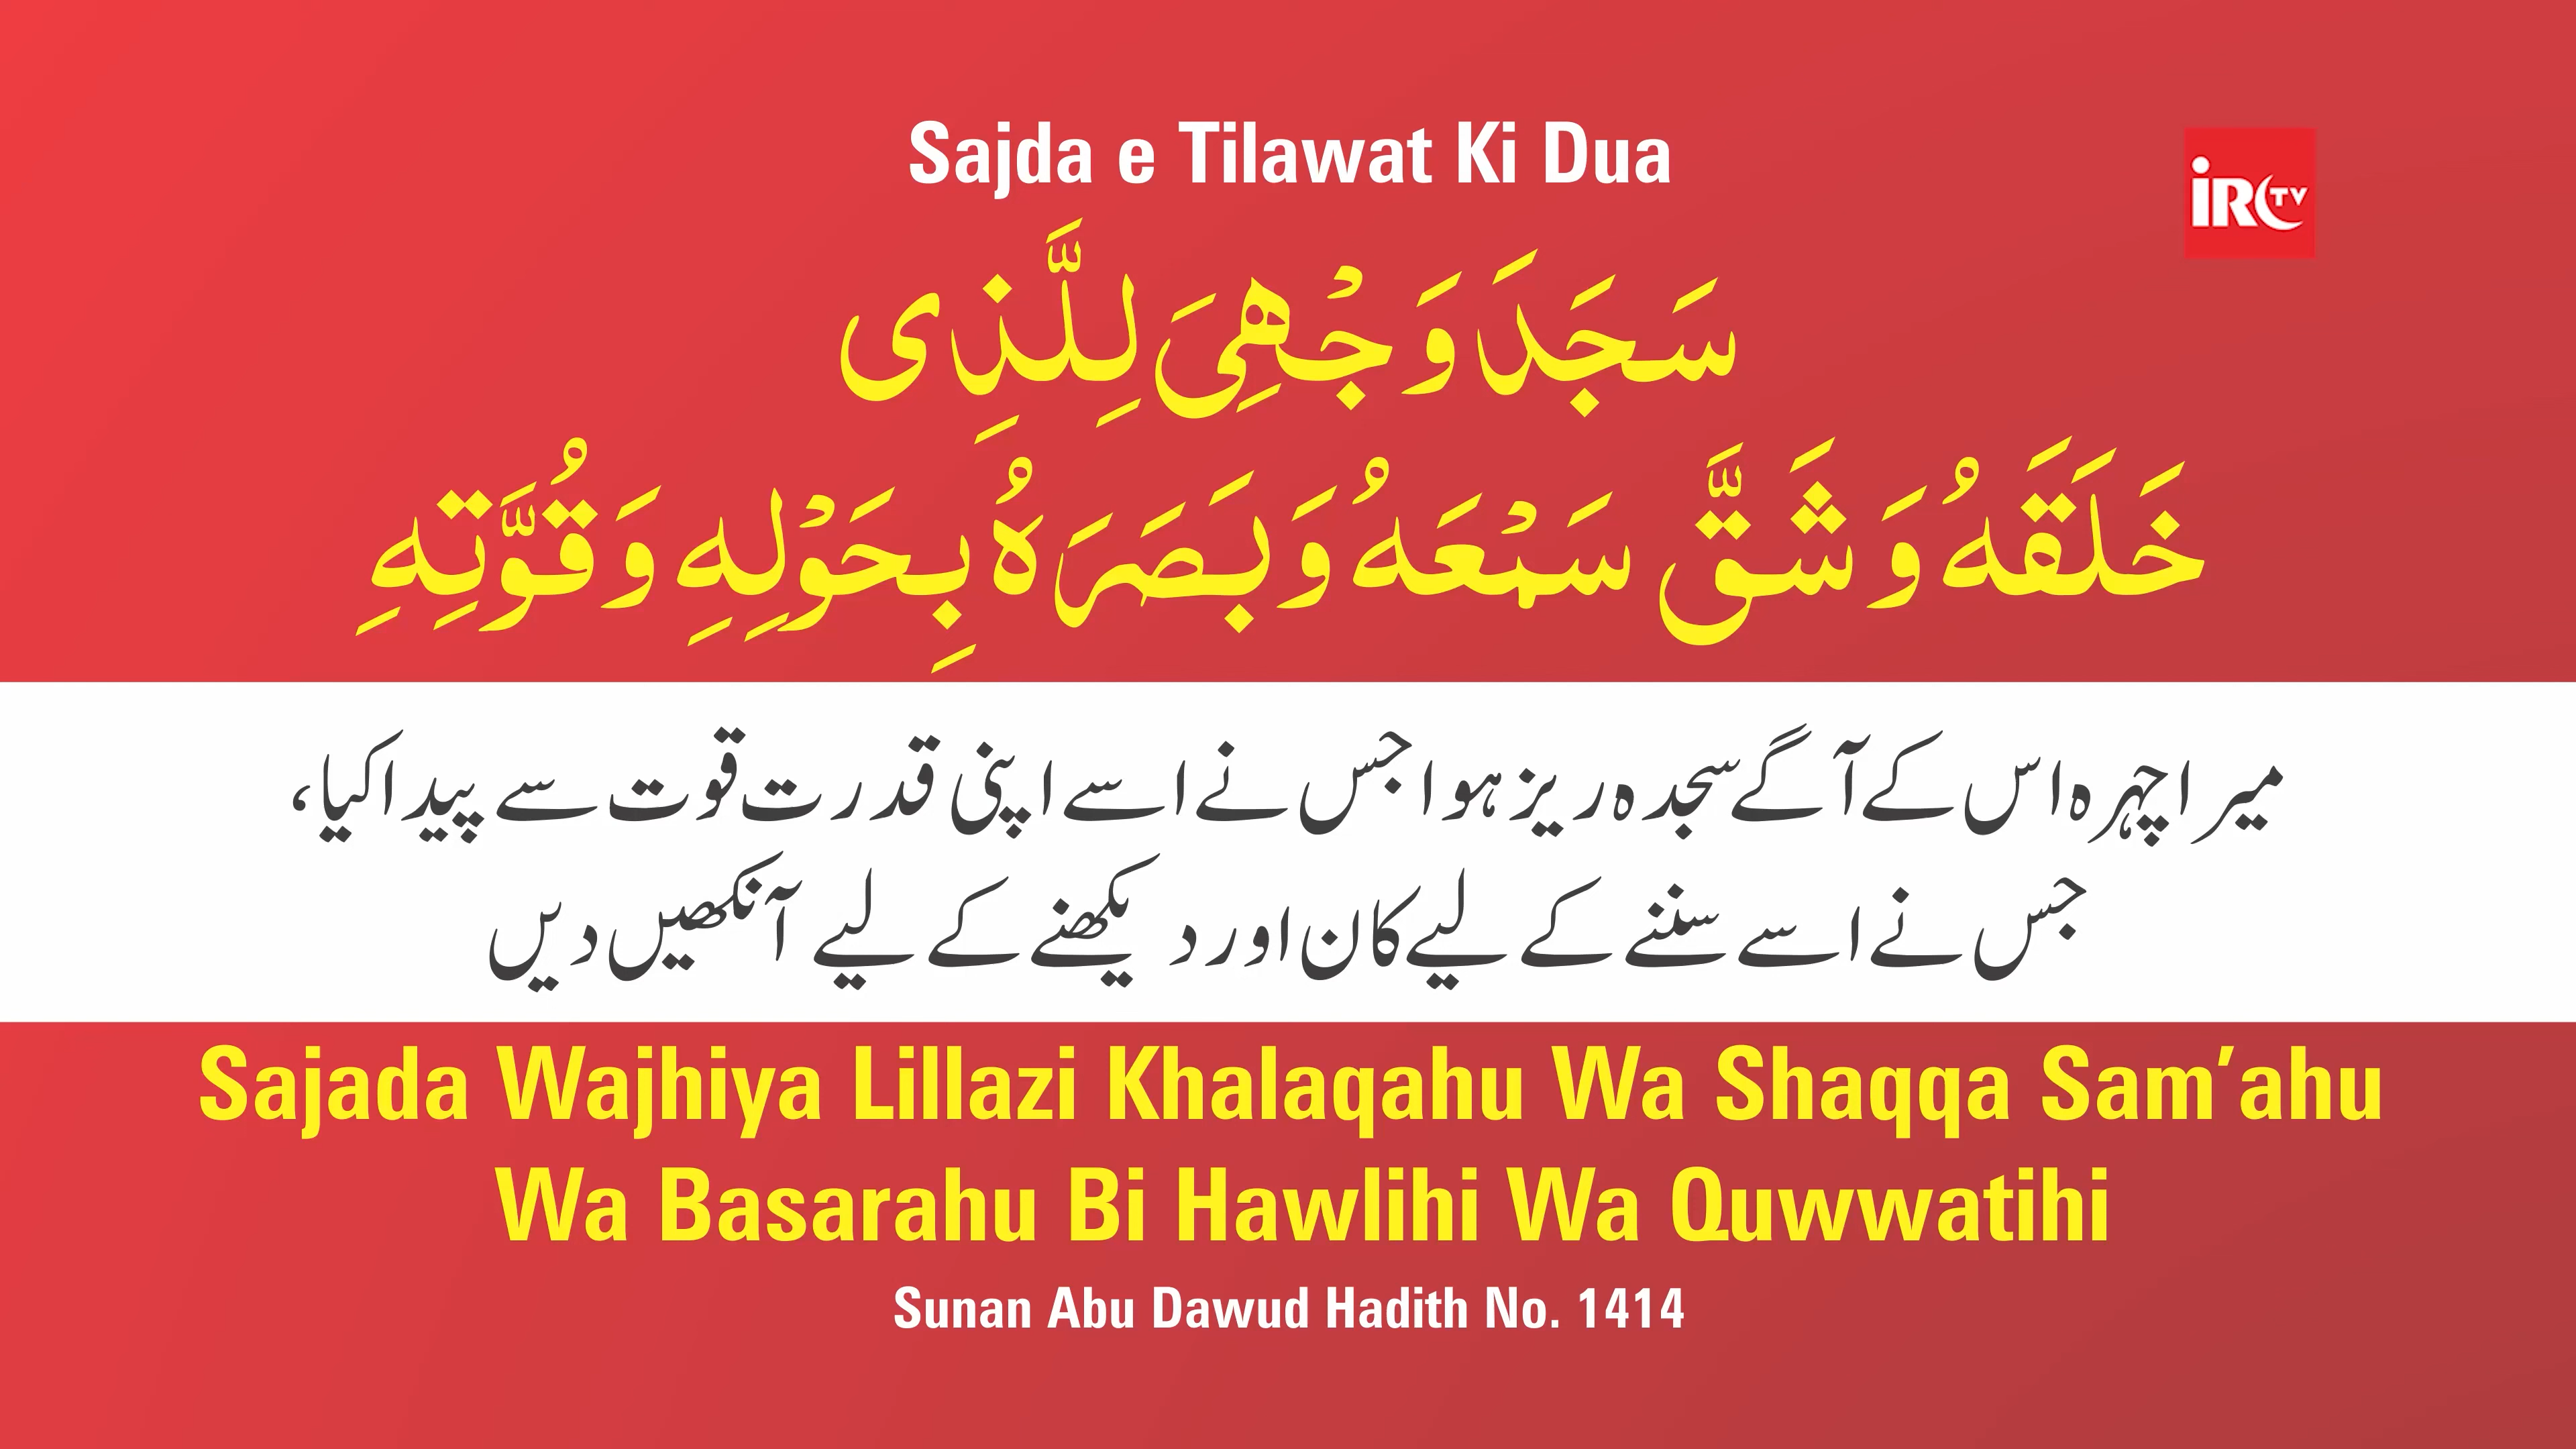 Sajda e Tilawat Ki Dua
iRC TV
سَجَدَ وَجْهِیَ لِلَّذِی
خَلَقَهُ وَشَقَّ سَمْعَهُ وَبَصَرَهُ بِحَوْلِهِ وَقُوَّتِهِ
میرا چہرہ اس کے آگے سجدہ ریز ہوا جس نے اسے اپنی قدرت قوت سے پیدا کیا،
جس نے اسے سننے کے لیے کان اور دیکھنے کے لیے آنکھیں دیں
Sajada Wajhiya Lillazi Khalaqahu Wa Shaqqa Sam’ahu
Wa Basarahu Bi Hawlihi Wa Quwwatihi
Sunan Abu Dawud Hadith No. 1414